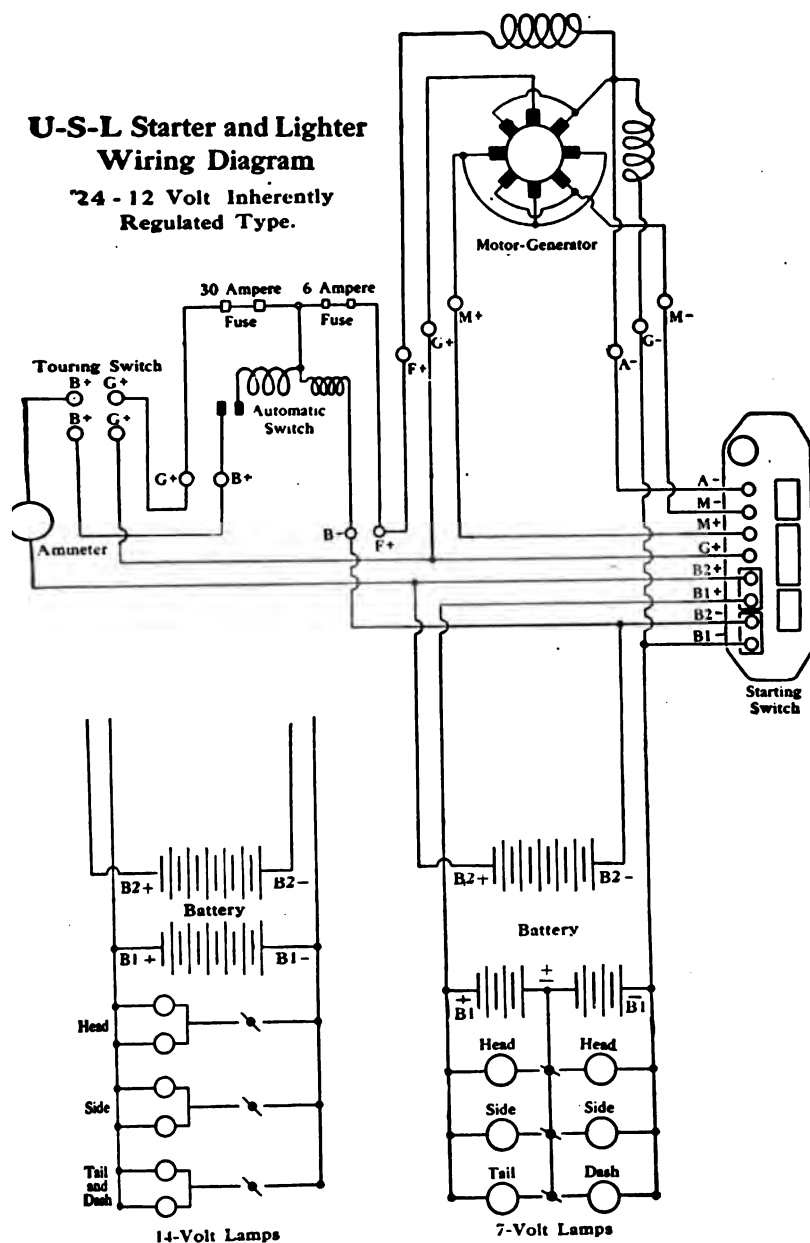 U-S-L Starter and Lighter
Wiring Diagram
24 - 12 Volt Inherently
Regulated Type.
Motor-Generator
30 Ampere
Fuse
6 Ampere
Fuse
M+
M-
G+
G-
F+
A-
Touring Switch
B+ G+
B+ G+
Automatic
Switch
G+
B+
B-
F+
Ammeter
A-
M-
M+
G+
B2+
B1+
B2-
B1-
Starting
Switch
B2+
B2-
Battery
B1+
B1-
Head
Side
Tail
and
Dash
14-Volt Lamps
B2+
B2-
Battery
±
+
B1
-
B1
Head Head
Side Side
Tail Dash
7-Volt Lamps